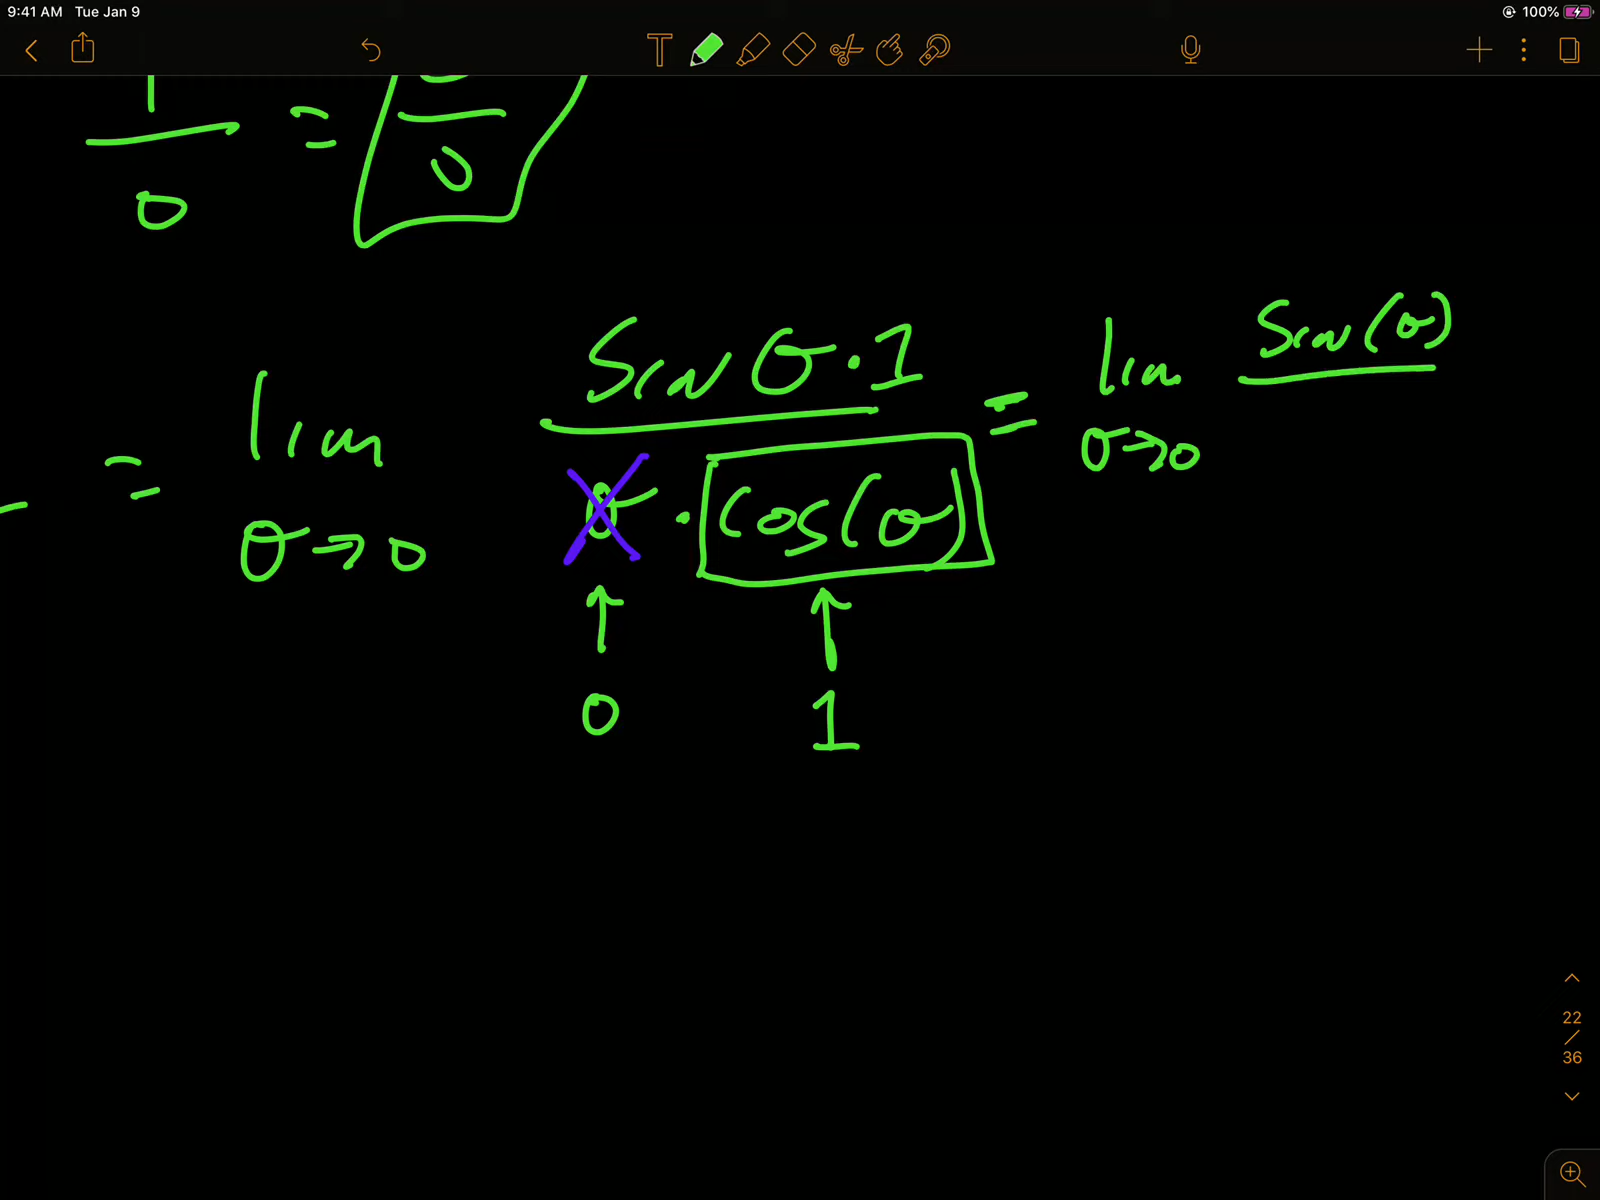 9:41 AM Tue Jan 9
100%
T
1/0 = 0/0
= lim θ→0 (sin θ · 1)/(θ · cos(θ)) = lim θ→0 sin(θ)
0 1
22
/
36